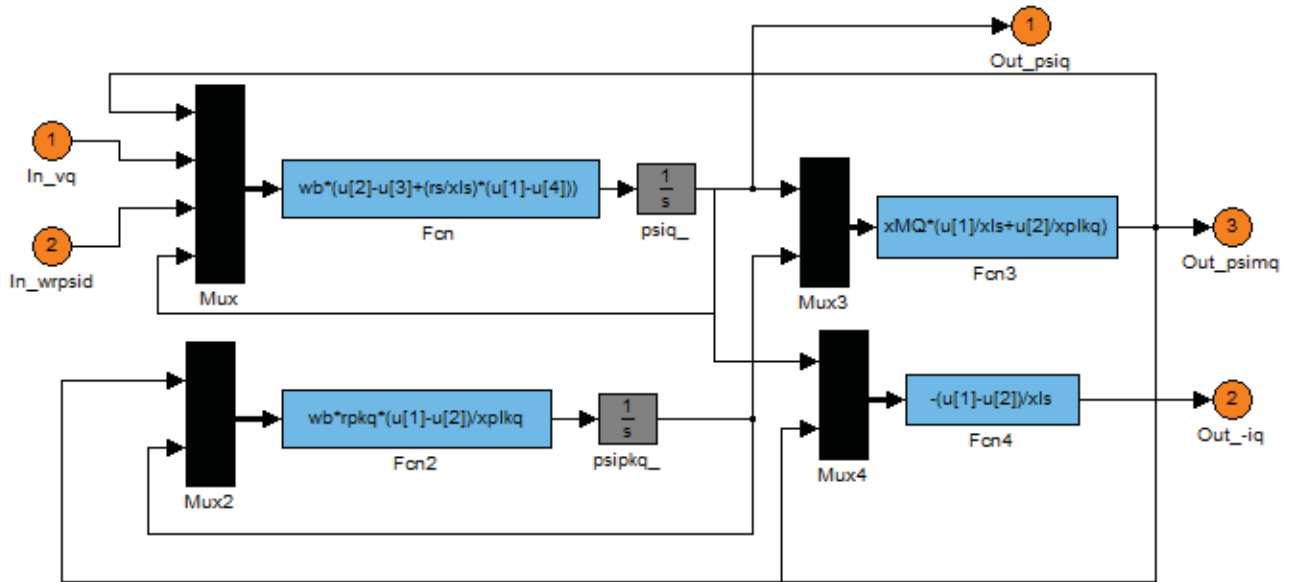 1
Out_psiq
1
In_vq
2
In_wrpsid
Mux
wb*(u[2]-u[3]+(rs/xls)*(u[1]-u[4]))
Fcn
1
s
psiq_
Mux3
xMQ*(u[1]/xls+u[2]/xplkq)
Fcn3
3
Out_psimq
Mux2
wb*rpkq*(u[1]-u[2])/xplkq
Fcn2
1
s
psipkq_
Mux4
-(u[1]-u[2])/xls
Fcn4
2
Out_-iq